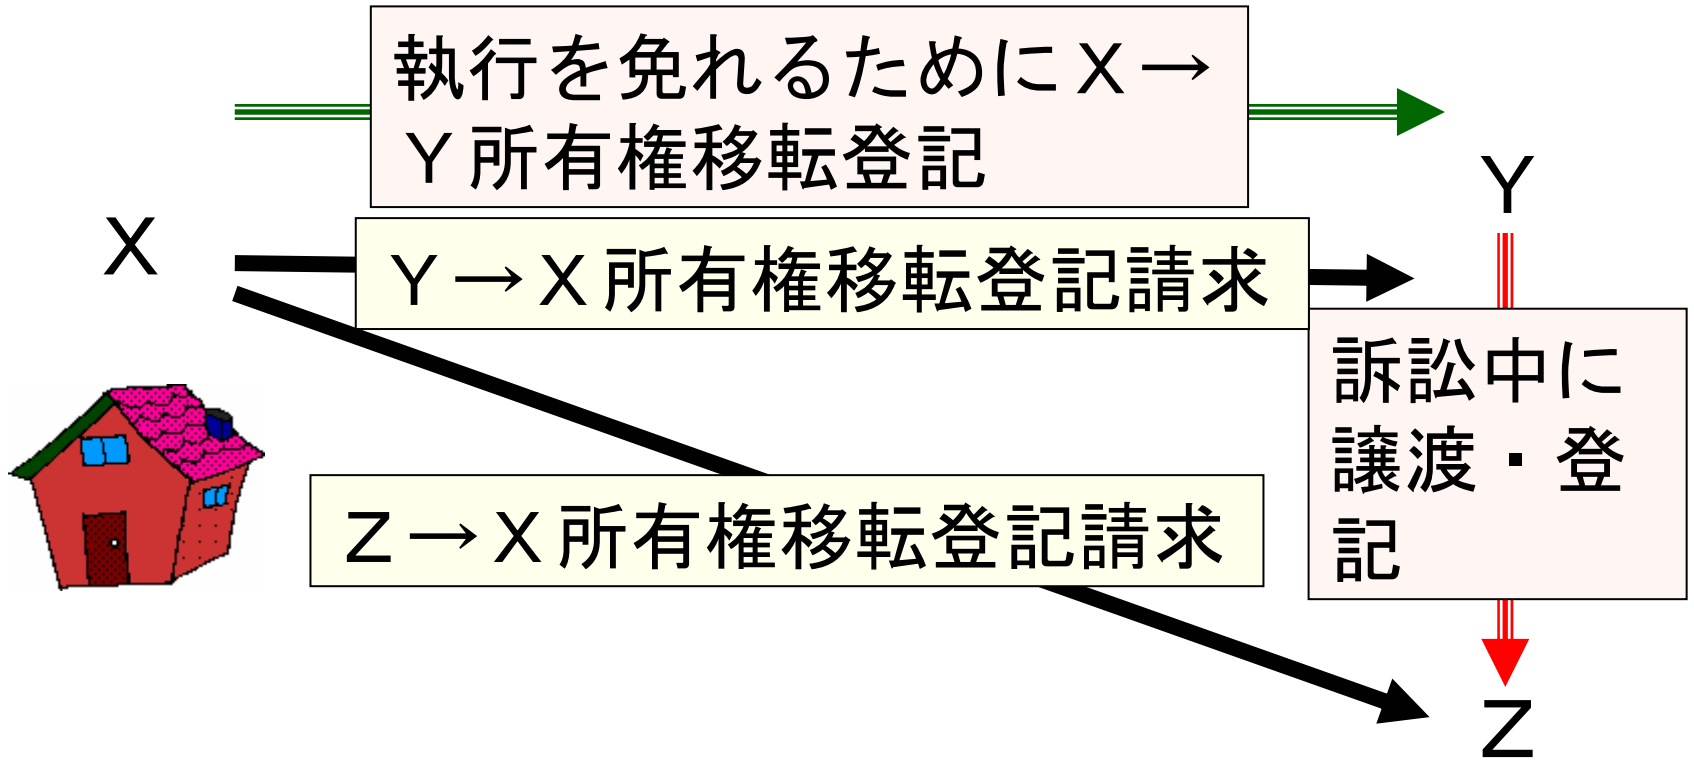 執行を免れるためにＸ→
Ｙ所有権移転登記
Ｙ
Ｘ
Ｙ→Ｘ所有権移転登記請求
訴訟中に
譲渡・登
記
Ｚ→Ｘ所有権移転登記請求
Ｚ